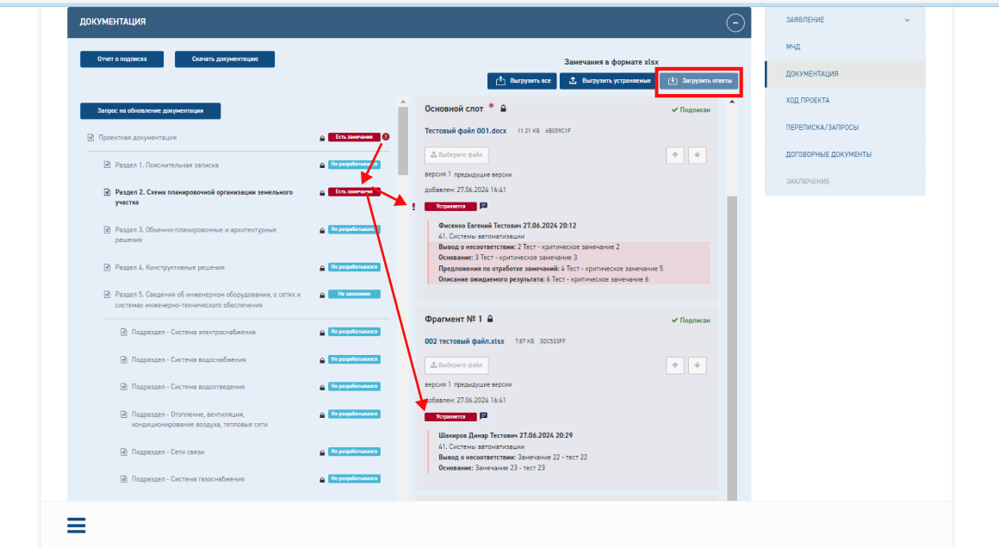 ДОКУМЕНТАЦИЯ
Отчет о подписях
Скачать документацию
Замечания в формате xlsx
Выгрузить все
Выгрузить устраняемые
Загрузить ответы
Запрос на обновление документации
Проектная документация
Есть замечания
Раздел 1. Пояснительная записка
Не разрабатывался
Раздел 2. Схема планировочной организации земельного
участка
Есть замечания
Раздел 3. Объемно-планировочные и архитектурные
решения
Не разрабатывался
Раздел 4. Конструктивные решения
Не разрабатывался
Раздел 5. Сведения об инженерном оборудовании, о сетях и
системах инженерно-технического обеспечения
Не заполнено
Подраздел - Система электроснабжения
Не разрабатывался
Подраздел - Система водоснабжения
Не разрабатывался
Подраздел - Система водоотведения
Не разрабатывался
Подраздел - Отопление, вентиляция,
кондиционирование воздуха, тепловые сети
Не разрабатывался
Подраздел - Сети связи
Не разрабатывался
Подраздел - Система газоснабжения
Не разрабатывался
Основной слот *
Подписан
Тестовый файл 001.docx 11.21 КБ 6B059C1F
Выберите файл
версия 1 предыдущие версии
добавлен: 27.06.2024 16:41
! Устраняется
Фисенко Евгений Тестович 27.06.2024 20:12
41. Системы автоматизации
Вывод о несоответствии: 2 Тест - критическое замечание 2
Основание: 3 Тест - критическое замечание 3
Предложения по отработке замечаний: 4 Тест - критическое замечание 5
Описание ожидаемого результата: 6 Тест - критическое замечание 6
Фрагмент № 1
Подписан
002 тестовый файл.xlsx 7.87 КБ 3DC533FF
Выберите файл
версия 1 предыдущие версии
добавлен: 27.06.2024 16:41
Устраняется
Шакиров Динар Тестович 27.06.2024 20:29
41. Системы автоматизации
Вывод о несоответствии: Замечание 22 - тест 22
Основание: Замечание 23 - тест 23
ЗАЯВЛЕНИЕ
МЧД
ДОКУМЕНТАЦИЯ
ХОД ПРОЕКТА
ПЕРЕПИСКА/ЗАПРОСЫ
ДОГОВОРНЫЕ ДОКУМЕНТЫ
ЗАКЛЮЧЕНИЕ